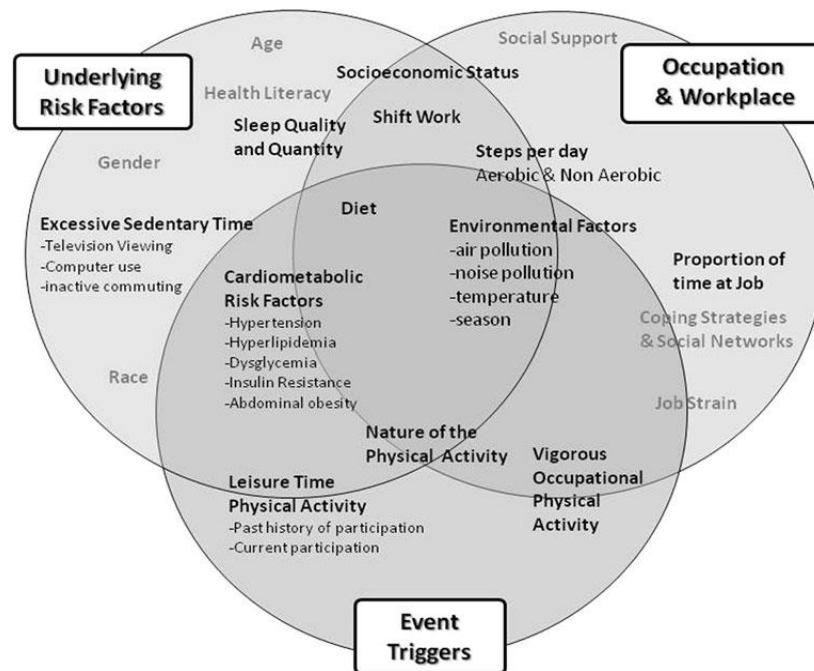 Age
Social Support
Underlying
Risk Factors
Socioeconomic Status
Occupation
& Workplace
Health Literacy
Shift Work
Sleep Quality
and Quantity
Gender
Steps per day
Aerobic & Non Aerobic
Diet
Excessive Sedentary Time
-Television Viewing
-Computer use
-inactive commuting
Environmental Factors
-air pollution
-noise pollution
-temperature
-season
Proportion of
time at Job
Cardiometabolic
Risk Factors
-Hypertension
-Hyperlipidemia
-Dysglycemia
-Insulin Resistance
-Abdominal obesity
Coping Strategies
& Social Networks
Race
Job Strain
Nature of the
Physical Activity
Vigorous
Occupational
Physical
Activity
Leisure Time
Physical Activity
-Past history of participation
-Current participation
Event
Triggers